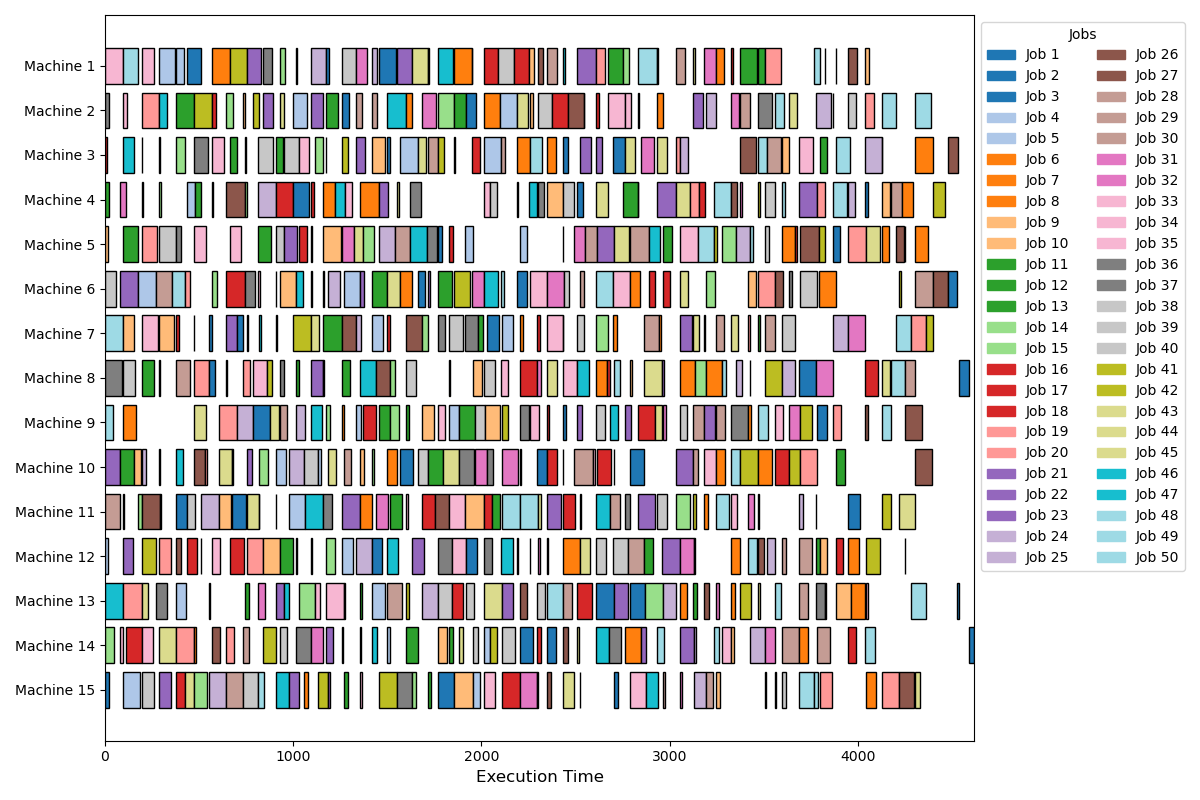 Machine 1
Machine 2
Machine 3
Machine 4
Machine 5
Machine 6
Machine 7
Machine 8
Machine 9
Machine 10
Machine 11
Machine 12
Machine 13
Machine 14
Machine 15
0 1000 2000 3000 4000
Execution Time
Jobs
Job 1 Job 26
Job 2 Job 27
Job 3 Job 28
Job 4 Job 29
Job 5 Job 30
Job 6 Job 31
Job 7 Job 32
Job 8 Job 33
Job 9 Job 34
Job 10 Job 35
Job 11 Job 36
Job 12 Job 37
Job 13 Job 38
Job 14 Job 39
Job 15 Job 40
Job 16 Job 41
Job 17 Job 42
Job 18 Job 43
Job 19 Job 44
Job 20 Job 45
Job 21 Job 46
Job 22 Job 47
Job 23 Job 48
Job 24 Job 49
Job 25 Job 50